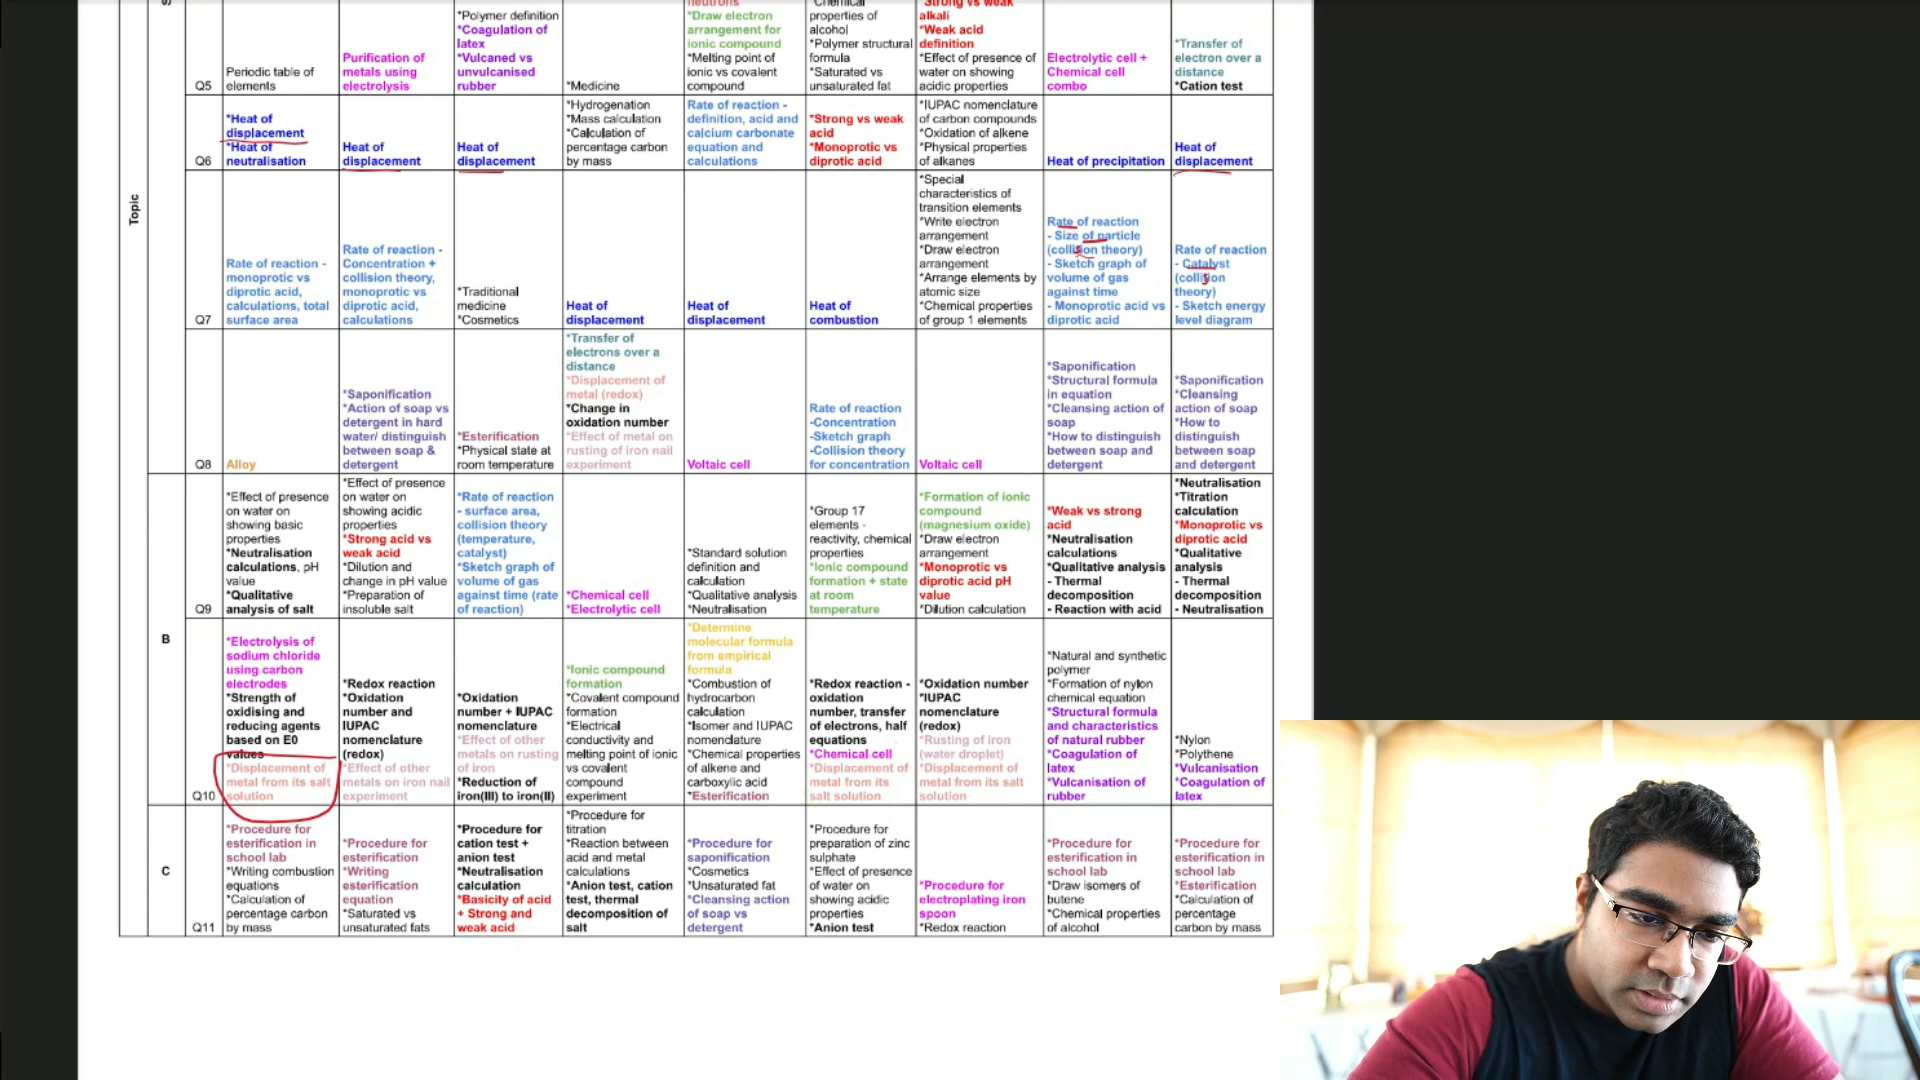 Topic
S
B
C
Q5
Periodic table of
elements
Purification of
metals using
electrolysis
*Polymer definition
*Coagulation of
latex
*Vulcaned vs
unvulcanised
rubber
*Medicine
neutrons
*Draw electron
arrangement for
ionic compound
*Melting point of
ionic vs covalent
compound
*Chemical
properties of
alcohol
*Polymer structural
formula
*Saturated vs
unsaturated fat
*Strong vs weak
alkali
*Weak acid
definition
*Effect of presence of
water on showing
acidic properties
Electrolytic cell +
Chemical cell
combo
*Transfer of
electron over a
distance
*Cation test
Q6
*Heat of
displacement
*Heat of
neutralisation
Heat of
displacement
Heat of
displacement
*Hydrogenation
*Mass calculation
*Calculation of
percentage carbon
by mass
Rate of reaction -
definition, acid and
calcium carbonate
equation and
calculations
*Strong vs weak
acid
*Monoprotic vs
diprotic acid
*IUPAC nomenclature
of carbon compounds
*Oxidation of alkene
*Physical properties
of alkanes
Heat of precipitation
Heat of
displacement
Q7
Rate of reaction -
monoprotic vs
diprotic acid,
calculations, total
surface area
Rate of reaction -
Concentration +
collision theory,
monoprotic vs
diprotic acid,
calculations
*Traditional
medicine
*Cosmetics
Heat of
displacement
Heat of
displacement
Heat of
combustion
*Special
characteristics of
transition elements
*Write electron
arrangement
*Draw electron
arrangement
*Arrange elements by
atomic size
*Chemical properties
of group 1 elements
Rate of reaction
- Size of particle
(collision theory)
- Sketch graph of
volume of gas
against time
- Monoprotic acid vs
diprotic acid
Rate of reaction
- Catalyst
(collision
theory)
- Sketch energy
level diagram
Q8
Alloy
*Saponification
*Action of soap vs
detergent in hard
water/ distinguish
between soap &
detergent
*Esterification
*Physical state at
room temperature
*Transfer of
electrons over a
distance
*Displacement of
metal (redox)
*Change in
oxidation number
*Effect of metal on
rusting of iron nail
experiment
Voltaic cell
Rate of reaction
-Concentration
-Sketch graph
-Collision theory
for concentration
Voltaic cell
*Saponification
*Structural formula
in equation
*Cleansing action of
soap
*How to distinguish
between soap and
detergent
*Saponification
*Cleansing
action of soap
*How to
distinguish
between soap
and detergent
Q9
*Effect of presence
on water on
showing basic
properties
*Neutralisation
calculations, pH
value
*Qualitative
analysis of salt
*Effect of presence
on water on
showing acidic
properties
*Strong acid vs
weak acid
*Dilution and
change in pH value
*Preparation of
insoluble salt
*Rate of reaction
- surface area,
collision theory
(temperature,
catalyst)
*Sketch graph of
volume of gas
against time (rate
of reaction)
*Chemical cell
*Electrolytic cell
*Standard solution
definition and
calculation
*Qualitative analysis
*Neutralisation
*Group 17
elements -
reactivity, chemical
properties
*Ionic compound
formation + state
at room
temperature
*Formation of ionic
compound
(magnesium oxide)
*Draw electron
arrangement
*Monoprotic vs
diprotic acid pH
value
*Dilution calculation
*Weak vs strong
acid
*Neutralisation
calculations
*Qualitative analysis
- Thermal
decomposition
- Reaction with acid
*Neutralisation
*Titration
calculation
*Monoprotic vs
diprotic acid
*Qualitative
analysis
- Thermal
decomposition
- Neutralisation
Q10
*Electrolysis of
sodium chloride
using carbon
electrodes
*Strength of
oxidising and
reducing agents
based on E0
values
*Displacement of
metal from its salt
solution
*Redox reaction
*Oxidation
number and
IUPAC
nomenclature
(redox)
*Effect of other
metals on iron nail
experiment
*Oxidation
number + IUPAC
nomenclature
*Effect of other
metals on rusting
of iron
*Reduction of
iron(III) to iron(II)
*Ionic compound
formation
*Covalent compound
formation
*Electrical
conductivity and
melting point of ionic
vs covalent
compound
experiment
*Determine
molecular formula
from empirical
formula
*Combustion of
hydrocarbon
calculation
*Isomer and IUPAC
nomenclature
*Chemical properties
of alkene and
carboxylic acid
*Esterification
*Redox reaction -
oxidation
number, transfer
of electrons, half
equations
*Chemical cell
*Displacement of
metal from its
salt solution
*Oxidation number
*IUPAC
nomenclature
(redox)
*Rusting of iron
(water droplet)
*Displacement of
metal from its salt
solution
*Natural and synthetic
polymer
*Formation of nylon
chemical equation
*Structural formula
and characteristics
of natural rubber
*Coagulation of
latex
*Vulcanisation of
rubber
*Nylon
*Polythene
*Vulcanisation
*Coagulation of
latex
Q11
*Procedure for
esterification in
school lab
*Writing combustion
equations
*Calculation of
percentage carbon
by mass
*Procedure for
esterification
*Writing
esterification
equation
*Saturated vs
unsaturated fats
*Procedure for
cation test +
anion test
*Neutralisation
calculation
*Basicity of acid
+ Strong and
weak acid
*Procedure for
titration
*Reaction between
acid and metal
calculations
*Anion test, cation
test, thermal
decomposition of
salt
*Procedure for
saponification
*Cosmetics
*Unsaturated fat
*Cleansing action
of soap vs
detergent
*Procedure for
preparation of zinc
sulphate
*Effect of presence
of water on
showing acidic
properties
*Anion test
*Procedure for
electroplating iron
spoon
*Redox reaction
*Procedure for
esterification in
school lab
*Draw isomers of
butene
*Chemical properties
of alcohol
*Procedure for
esterification in
school lab
*Esterification
*Calculation of
percentage
carbon by mass